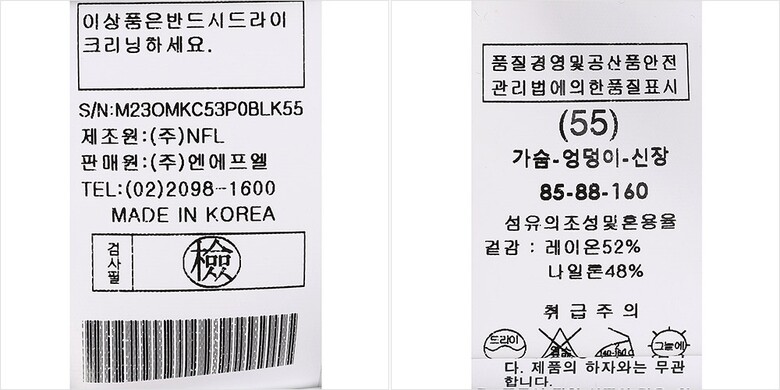 이상품은반드시드라이
크리닝하세요.
S/N:M230MKC53P0BLK55
제조원:(주)NFL
판매원:(주)엔에프엘
TEL:(02)2098-1600
MADE IN KOREA
검사필
檢
품질경영및공산품안전
관리법에의한품질표시
(55)
가슴-엉덩이-신장
85-88-160
섬유의조성및혼용율
겉감 : 레이온52%
나일론48%
취급주의
드라이
염소
그늘에
다. 제품의 하자와는 무관
합니다.